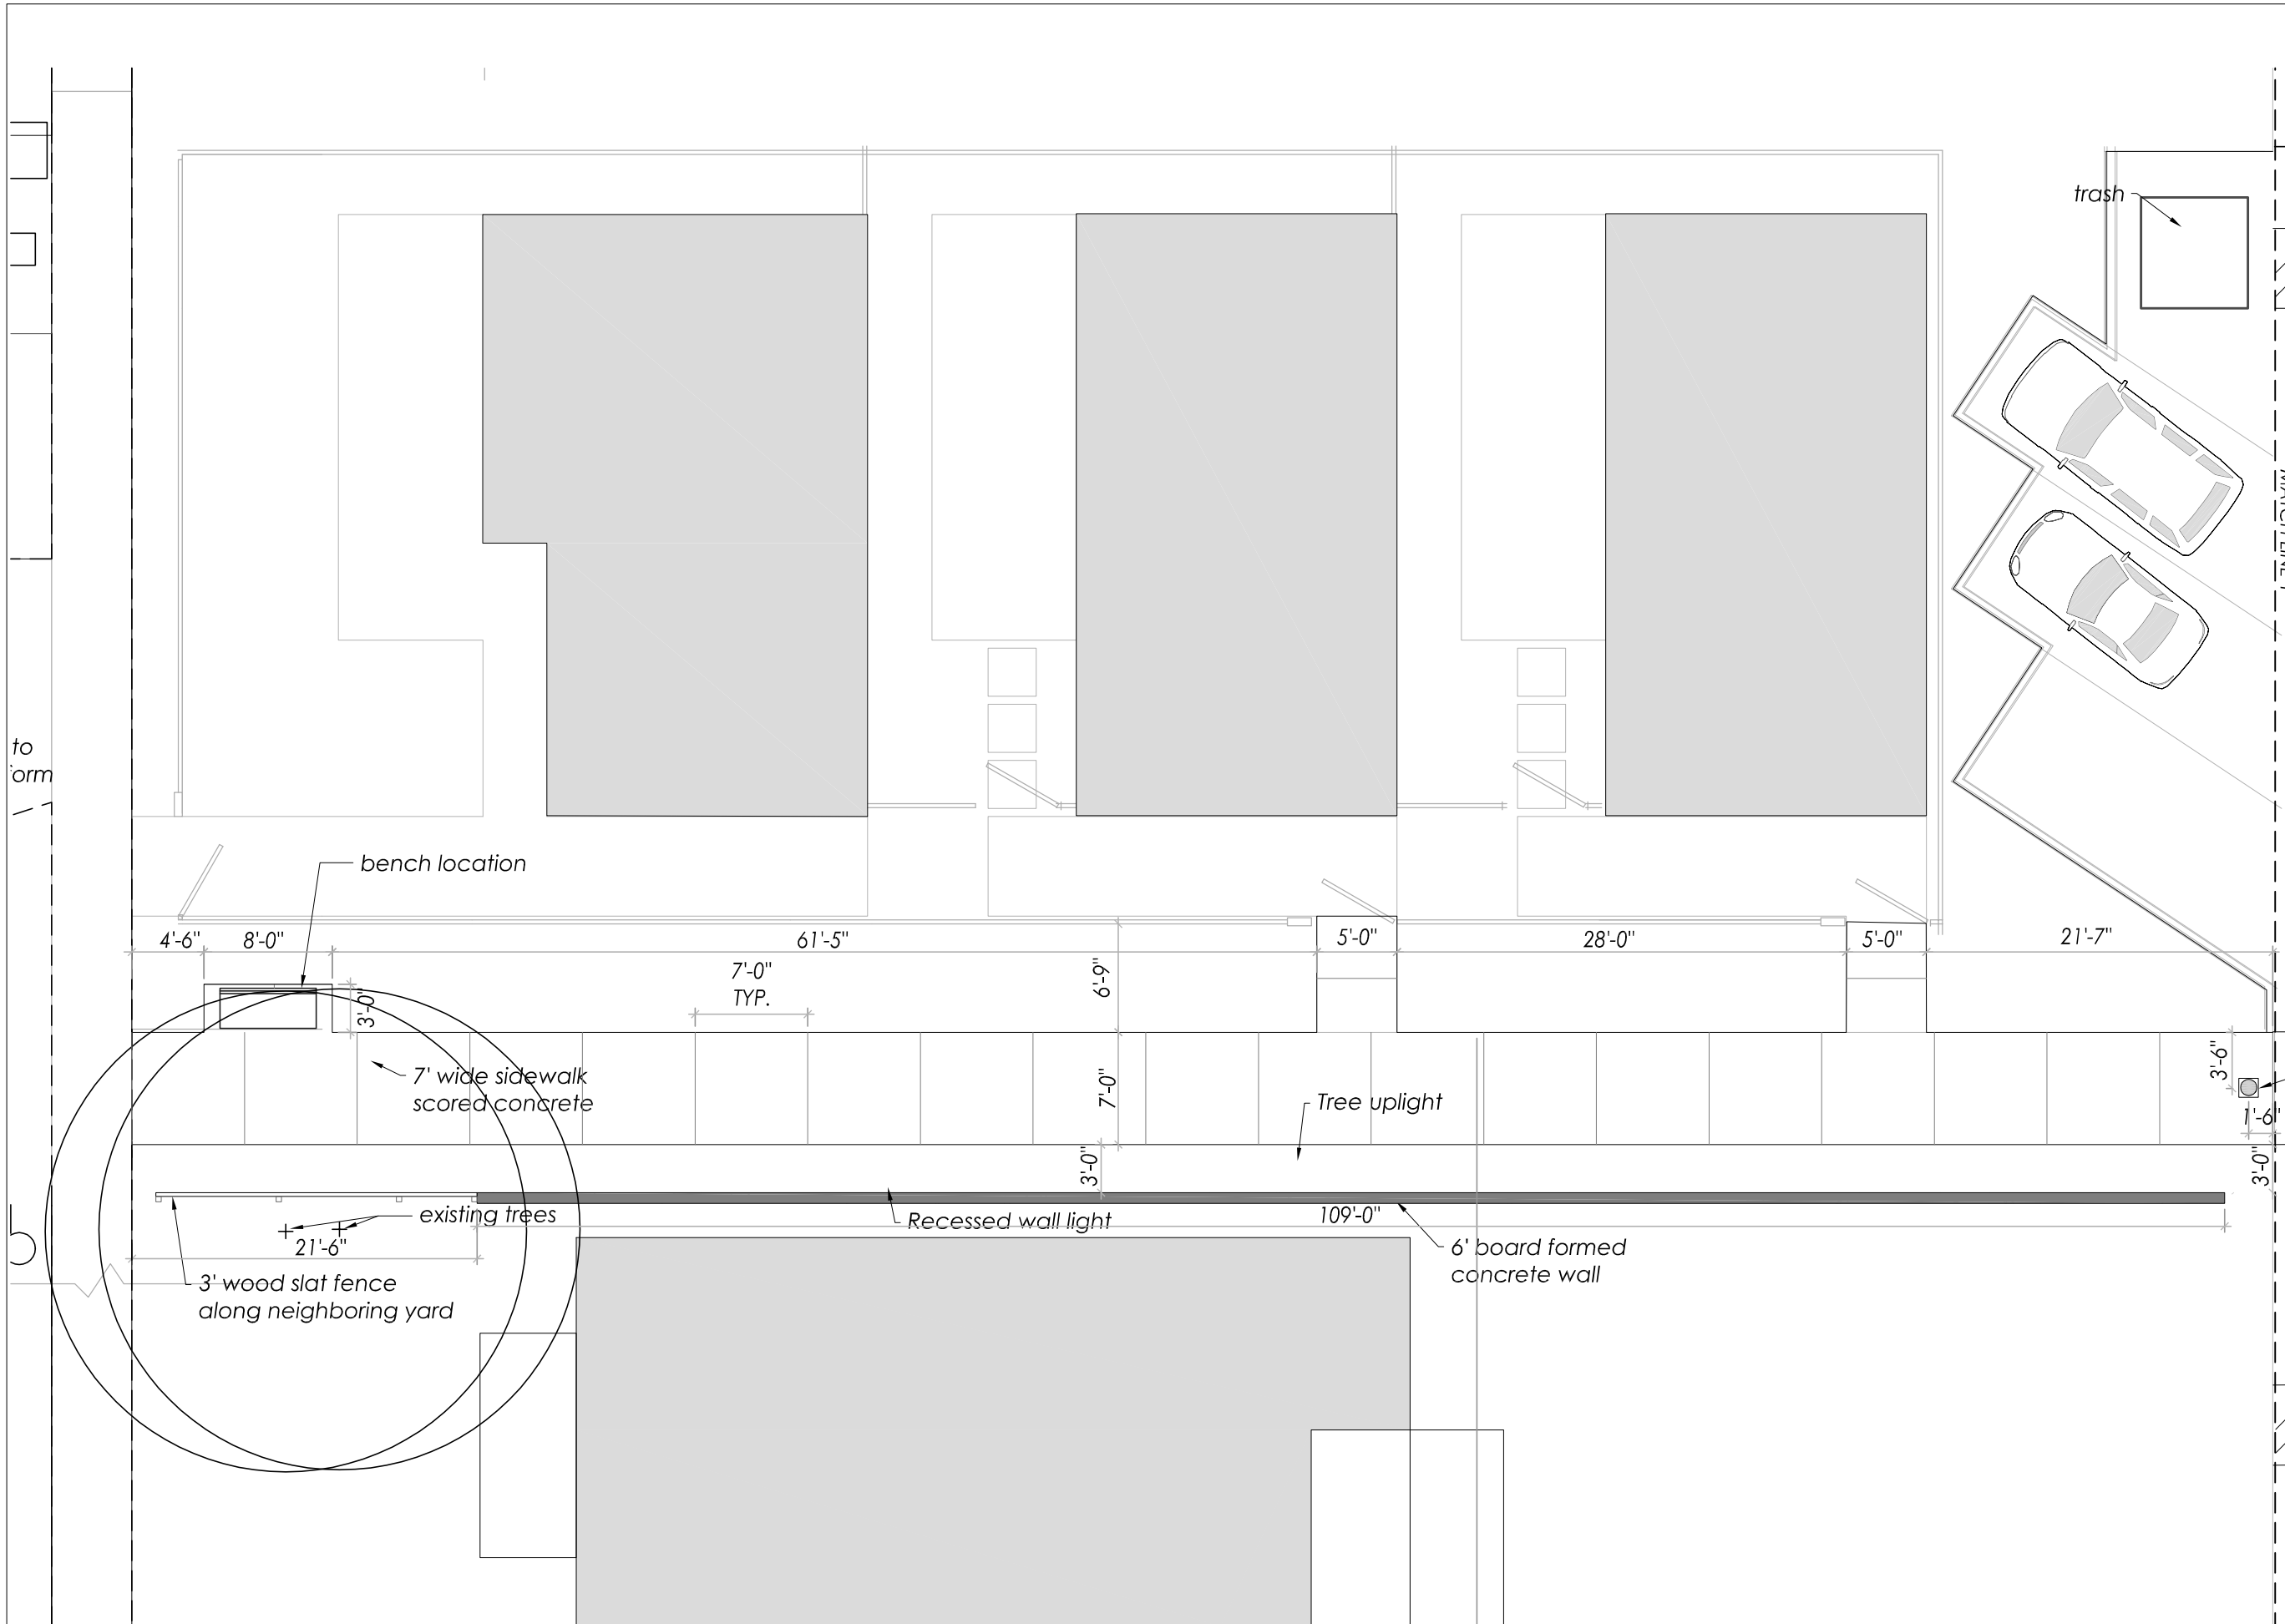 trash
to
form
bench location
4'-6"
8'-0"
61'-5"
5'-0"
28'-0"
5'-0"
21'-7"
7'-0"
TYP.
6'-9"
3'-0"
7' wide sidewalk
scored concrete
7'-0"
Tree uplight
3'-6"
1'-6"
3'-0"
3'-0"
existing trees
Recessed wall light
109'-0"
21'-6"
6' board formed
concrete wall
3' wood slat fence
along neighboring yard